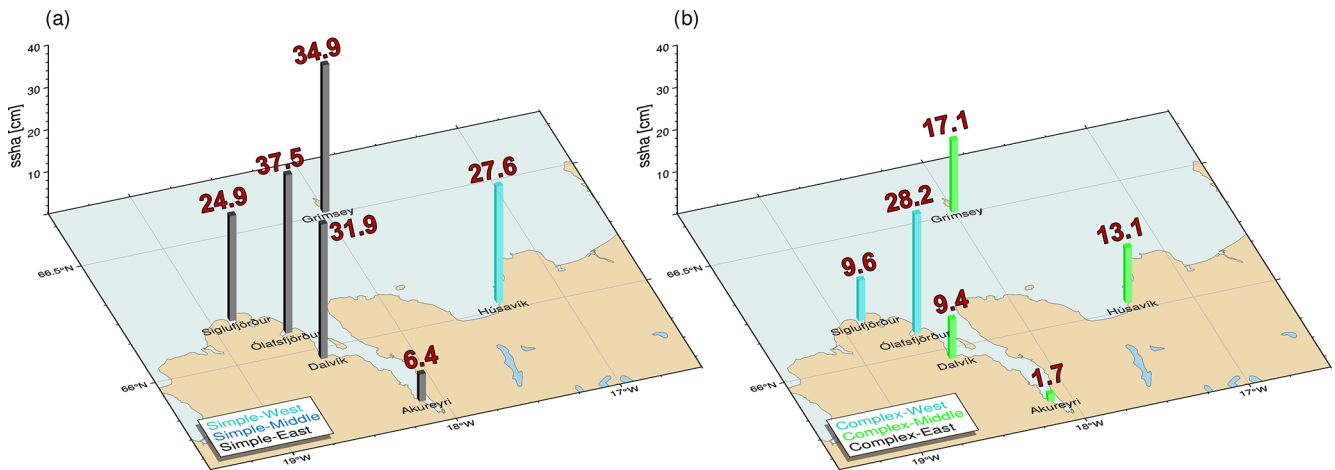 (a)
40
30
20
10
ssha [cm]
34.9
37.5
24.9
27.6
31.9
6.4
Grímsey
Siglufjörður
Ólafsfjörður
Dalvík
Húsavík
Akureyri
66.5°N
66°N
19°W
18°W
17°W
Simple-West
Simple-Middle
Simple-East
(b)
40
30
20
10
ssha [cm]
17.1
28.2
9.6
13.1
9.4
1.7
Grímsey
Siglufjörður
Ólafsfjörður
Dalvík
Húsavík
Akureyri
66.5°N
66°N
19°W
18°W
17°W
Complex-West
Complex-Middle
Complex-East